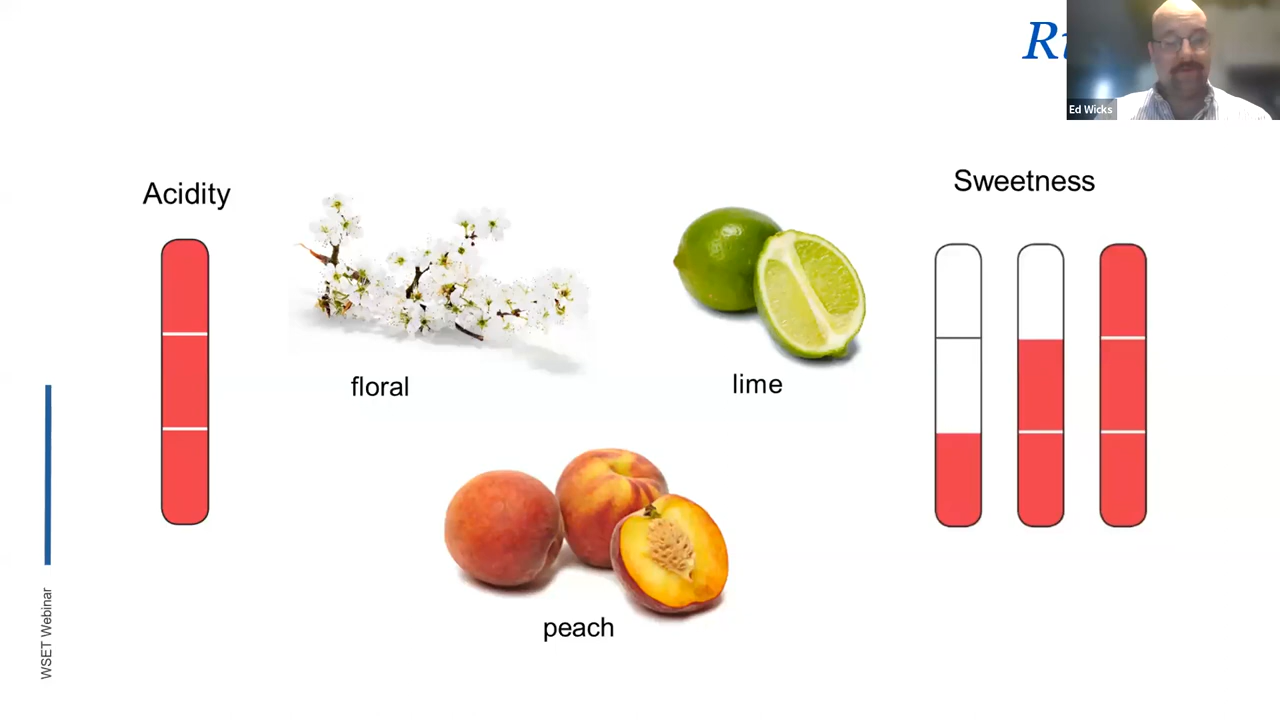 Ed Wicks
Acidity
Sweetness
floral
lime
peach
WSET Webinar